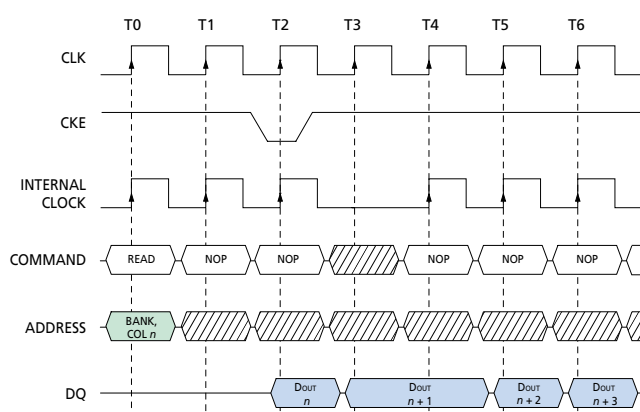 T0 T1 T2 T3 T4 T5 T6
CLK
CKE
INTERNAL
CLOCK
COMMAND READ NOP NOP NOP NOP NOP
ADDRESS BANK,
COL n
DQ DOUT
n DOUT
n + 1 DOUT
n + 2 DOUT
n + 3